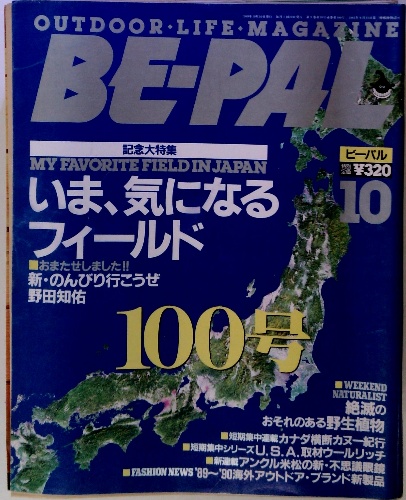 OUTDOOR・LIFE・MAGAZINE
BE-PAL
記念大特集
MY FAVORITE FIELD IN JAPAN
ビーパル
¥320
10
いま、気になる
フィールド
■おまたせしました!!
新・のんびり行こうぜ
野田知佑
100号
■WEEKEND
NATURALIST
絶滅の
おそれのある野生植物
■短期集中連載カナダ横断カヌー紀行
■短期集中シリーズU.S.A.取材ウールリッチ
■新連載アンクル米松の新・不思議眼鏡
■FASHION NEWS '89〜'90海外アウトドア・ブランド新製品